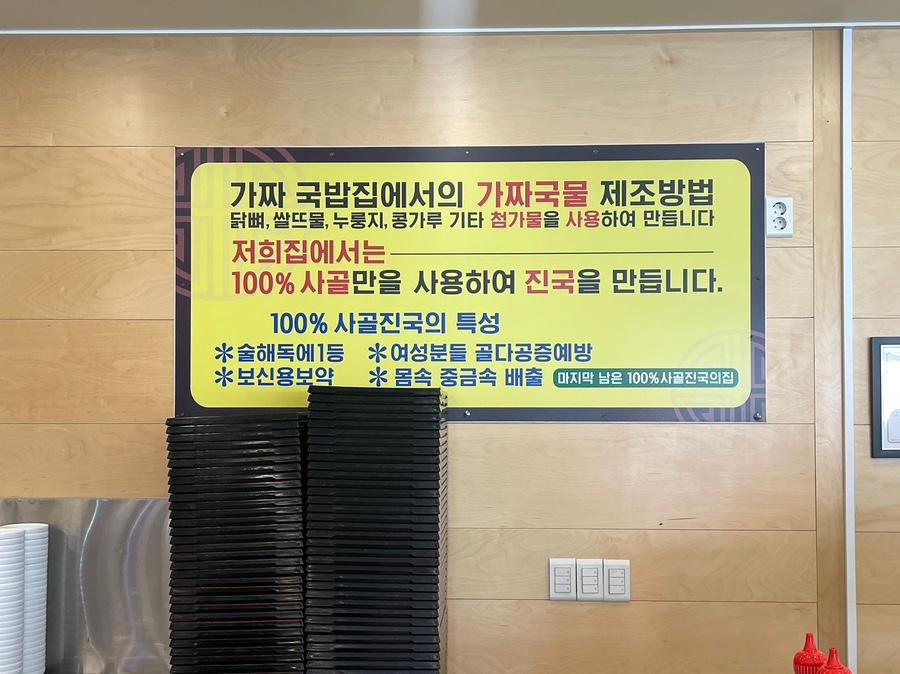 가짜 국밥집에서의 가짜국물 제조방법
닭뼈, 쌀뜨물, 누룽지, 콩가루 기타 첨가물을 사용하여 만듭니다
저희집에서는
100% 사골만을 사용하여 진국을 만듭니다.
100% 사골진국의 특성
＊술해독에1등 ＊여성분들 골다공증예방
＊보신용보약 ＊몸속 중금속 배출 마지막 남은 100%사골진국의집